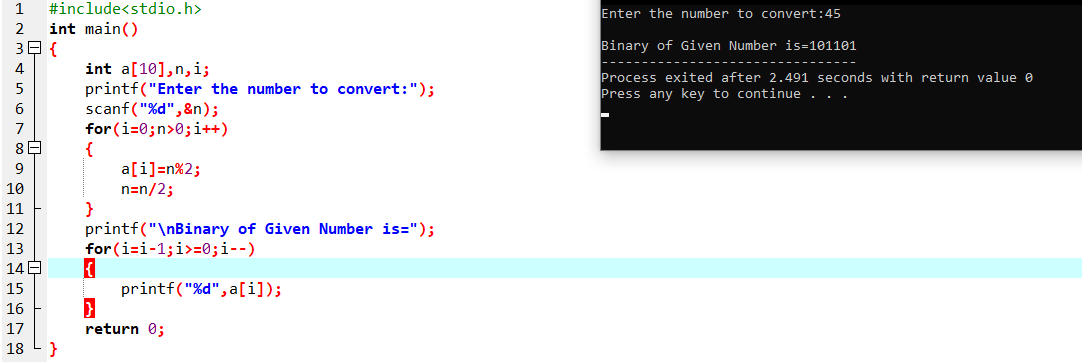 1 #include<stdio.h>
2 int main()
3 {
4 int a[10],n,i;
5 printf("Enter the number to convert:");
6 scanf("%d",&n);
7 for(i=0;n>0;i++)
8 {
9 a[i]=n%2;
10 n=n/2;
11 }
12 printf("\nBinary of Given Number is=");
13 for(i=i-1;i>=0;i--)
14 {
15 printf("%d",a[i]);
16 }
17 return 0;
18 }
Enter the number to convert:45
Binary of Given Number is=101101
--------------------------------
Process exited after 2.491 seconds with return value 0
Press any key to continue . . .